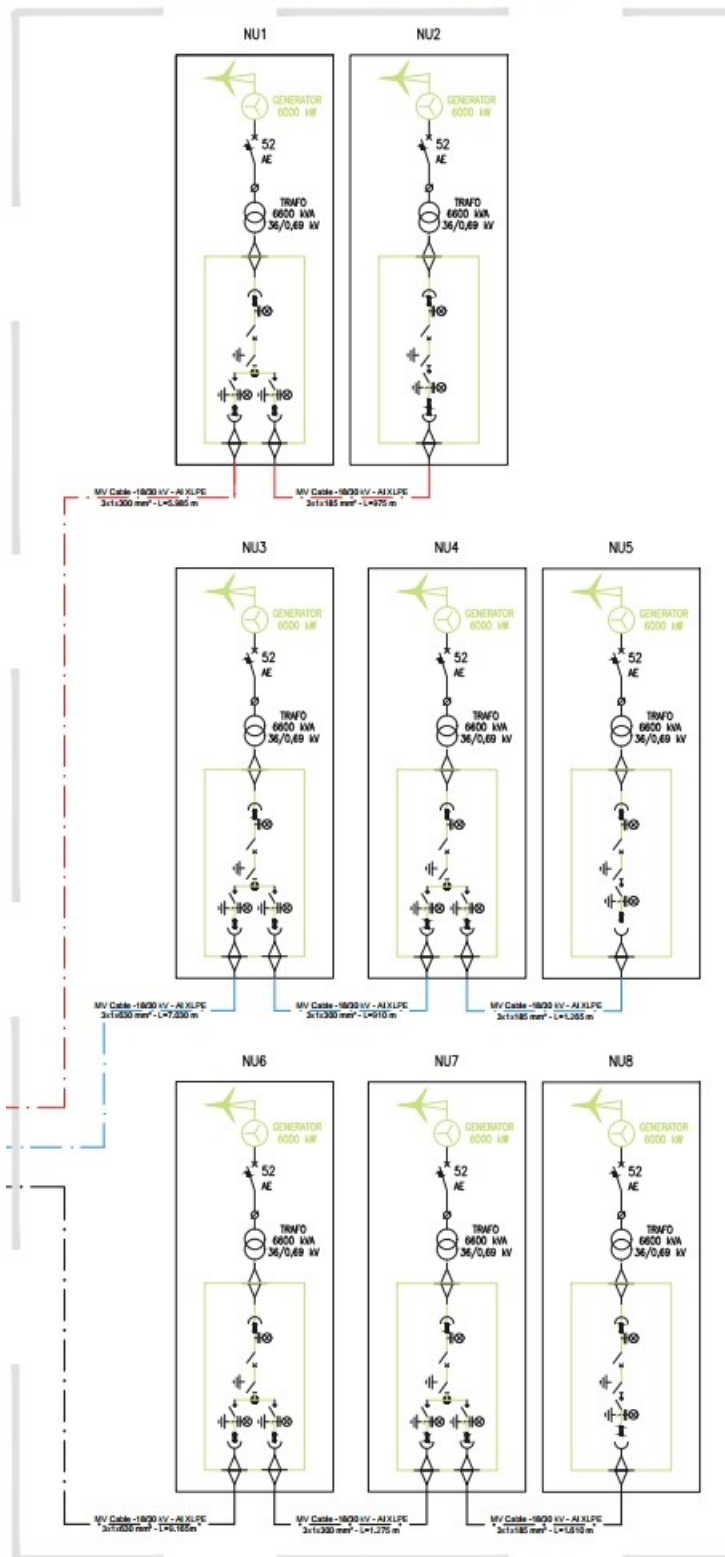 NU1
GENERATOR
6000 kW
52
AE
TRAFO
6600 kVA
36/0,69 kV
NU2
GENERATOR
6000 kW
52
AE
TRAFO
6600 kVA
36/0,69 kV
MV Cable -18/30 kV - Al XLPE
MV Cable -18/30 kV - Al XLPE
3x1x185 mm² - L=975 m
NU3
GENERATOR
6000 kW
52
AE
TRAFO
6600 kVA
36/0,69 kV
NU4
GENERATOR
6000 kW
52
AE
TRAFO
6600 kVA
36/0,69 kV
NU5
GENERATOR
6000 kW
52
AE
TRAFO
6600 kVA
36/0,69 kV
MV Cable -18/30 kV - Al XLPE
3x1x630 mm² - L=7.030 m
MV Cable -18/30 kV - Al XLPE
3x1x300 mm² - L=910 m
MV Cable -18/30 kV - Al XLPE
3x1x185 mm²
NU6
GENERATOR
6000 kW
52
AE
TRAFO
6600 kVA
36/0,69 kV
NU7
GENERATOR
6000 kW
52
AE
TRAFO
6600 kVA
36/0,69 kV
NU8
GENERATOR
6000 kW
52
AE
TRAFO
6600 kVA
36/0,69 kV
MV Cable -18/30 kV - Al XLPE
3x1x630 mm²
MV Cable -18/30 kV - Al XLPE
3x1x300 mm² - L=1.275 m
MV Cable -18/30 kV - Al XLPE
3x1x185 mm² - L=1.610 m